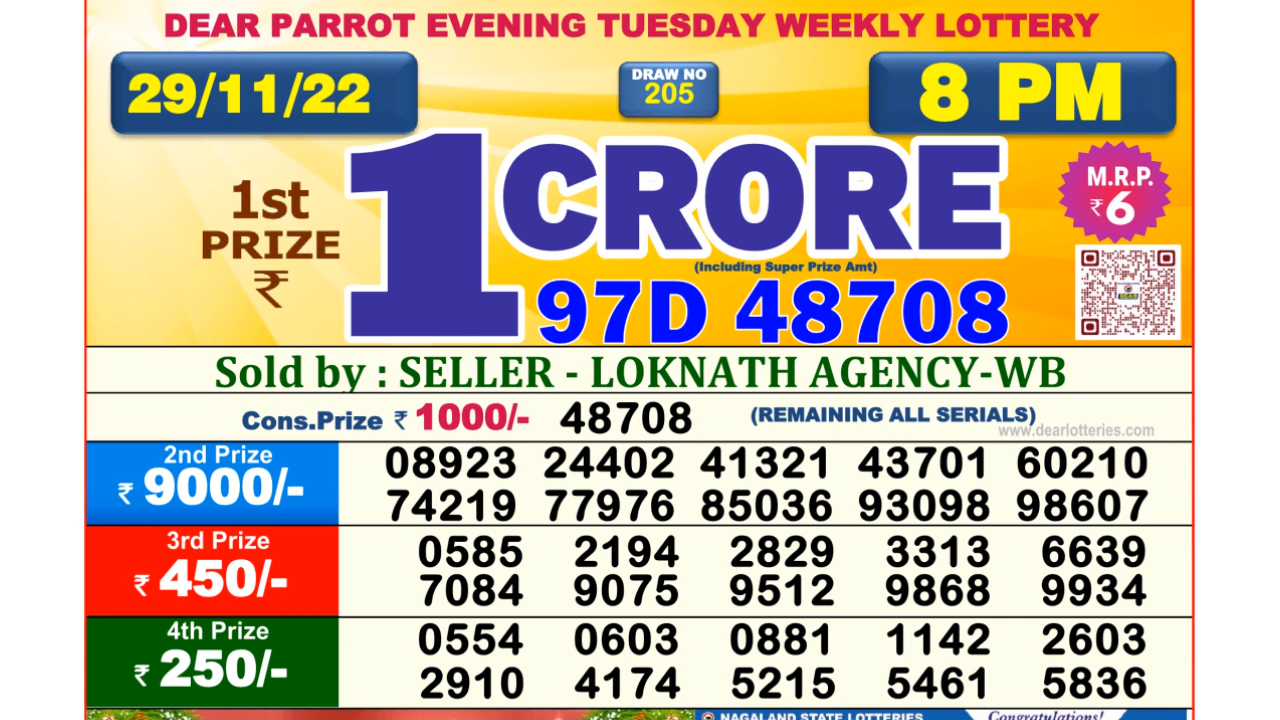 DEAR PARROT EVENING TUESDAY WEEKLY LOTTERY
29/11/22
DRAW NO
205
8 PM
1st
PRIZE
₹
1 CRORE
(Including Super Prize Amt)
97D 48708
M.R.P.
₹ 6
Sold by : SELLER - LOKNATH AGENCY-WB
Cons.Prize ₹ 1000/- 48708 (REMAINING ALL SERIALS)
www.dearlotteries.com
2nd Prize
₹ 9000/-
08923 24402 41321 43701 60210
74219 77976 85036 93098 98607
3rd Prize
₹ 450/-
0585 2194 2829 3313 6639
7084 9075 9512 9868 9934
4th Prize
₹ 250/-
0554 0603 0881 1142 2603
2910 4174 5215 5461 5836
NAGALAND STATE LOTTERIES
Congratulations!